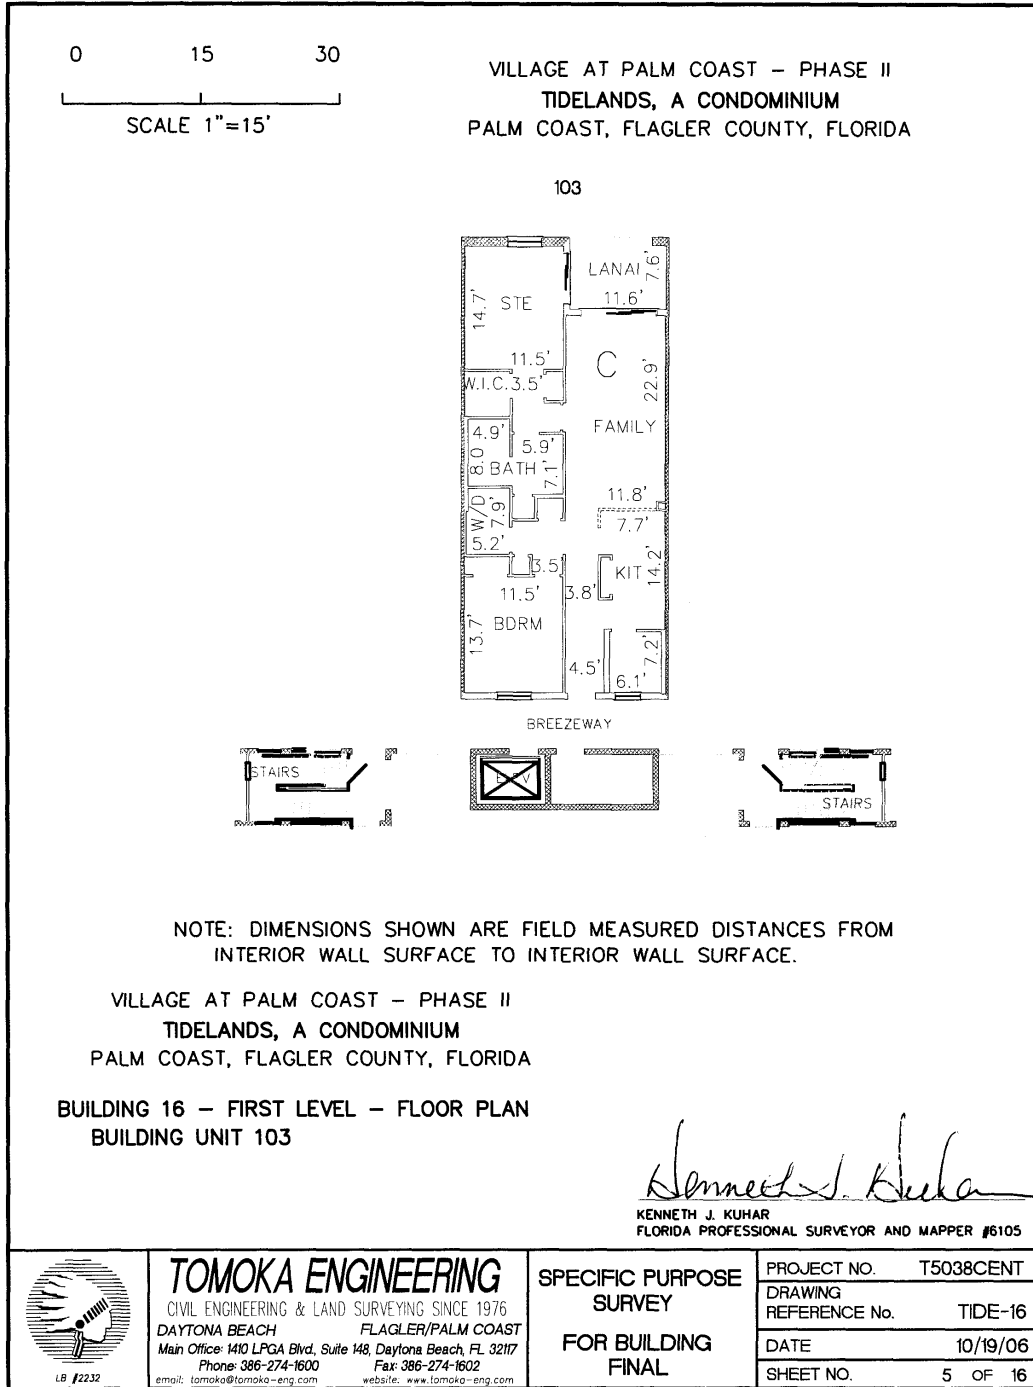 0 15 30
SCALE 1"=15'
VILLAGE AT PALM COAST – PHASE II
TIDELANDS, A CONDOMINIUM
PALM COAST, FLAGLER COUNTY, FLORIDA
103
LANAI
7.6'
11.6'
14.7'
STE
11.5'
C
22.9'
W.I.C. 3.5'
FAMILY
4.9'
5.9'
8.0
BATH
7.1'
11.8'
W/D
7.9'
7.7'
5.2'
3.5
KIT
14.2'
11.5'
3.8'
13.7'
BDRM
4.5'
7.2'
6.1'
BREEZEWAY
STAIRS
ELEV
STAIRS
NOTE: DIMENSIONS SHOWN ARE FIELD MEASURED DISTANCES FROM
INTERIOR WALL SURFACE TO INTERIOR WALL SURFACE.
VILLAGE AT PALM COAST – PHASE II
TIDELANDS, A CONDOMINIUM
PALM COAST, FLAGLER COUNTY, FLORIDA
BUILDING 16 – FIRST LEVEL – FLOOR PLAN
BUILDING UNIT 103
Kenneth J. Kuhar
KENNETH J. KUHAR
FLORIDA PROFESSIONAL SURVEYOR AND MAPPER #6105
LB #2232
TOMOKA ENGINEERING
CIVIL ENGINEERING & LAND SURVEYING SINCE 1976
DAYTONA BEACH FLAGLER/PALM COAST
Main Office: 1410 LPGA Blvd., Suite 148, Daytona Beach, FL 32117
Phone: 386-274-1600 Fax: 386-274-1602
email: tomoka@tomoka-eng.com website: www.tomoka-eng.com
SPECIFIC PURPOSE
SURVEY
FOR BUILDING
FINAL
PROJECT NO. T5038CENT
DRAWING
REFERENCE No. TIDE-16
DATE 10/19/06
SHEET NO. 5 OF 16